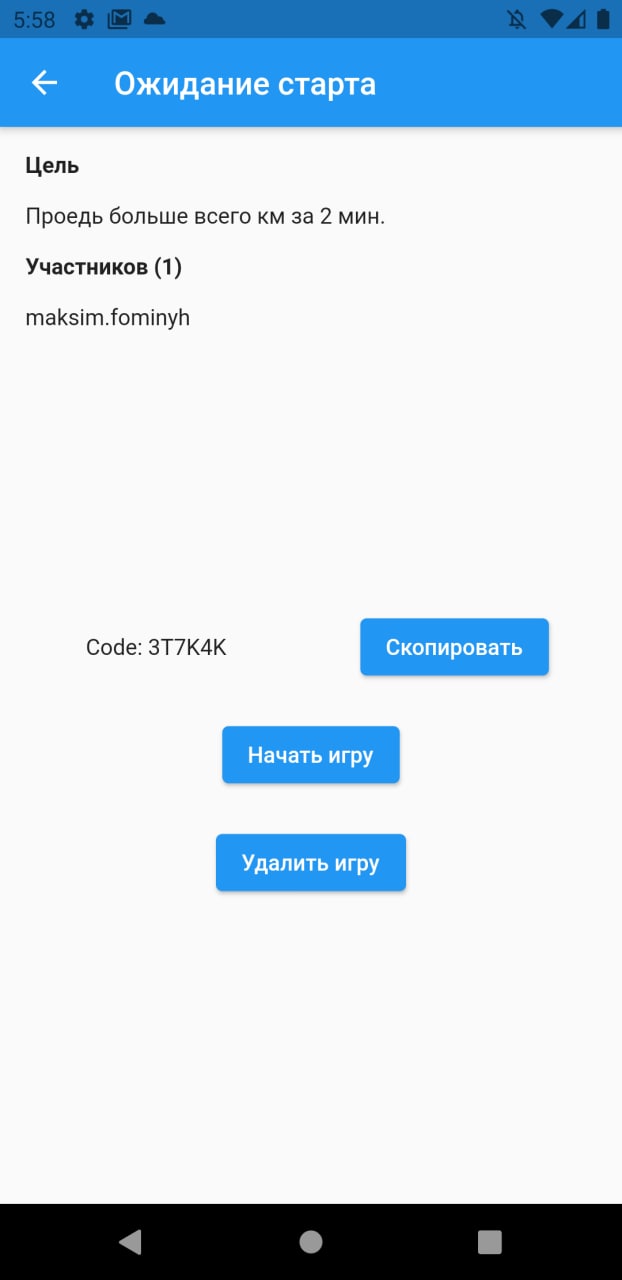 5:58
Ожидание старта
Цель
Проедь больше всего км за 2 мин.
Участников (1)
maksim.fominyh
Code: 3T7K4K
Скопировать
Начать игру
Удалить игру